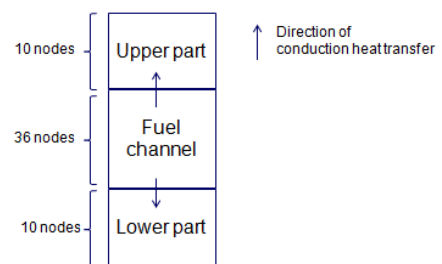 10 nodes
Upper part
Direction of
conduction heat transfer
36 nodes
Fuel
channel
10 nodes
Lower part